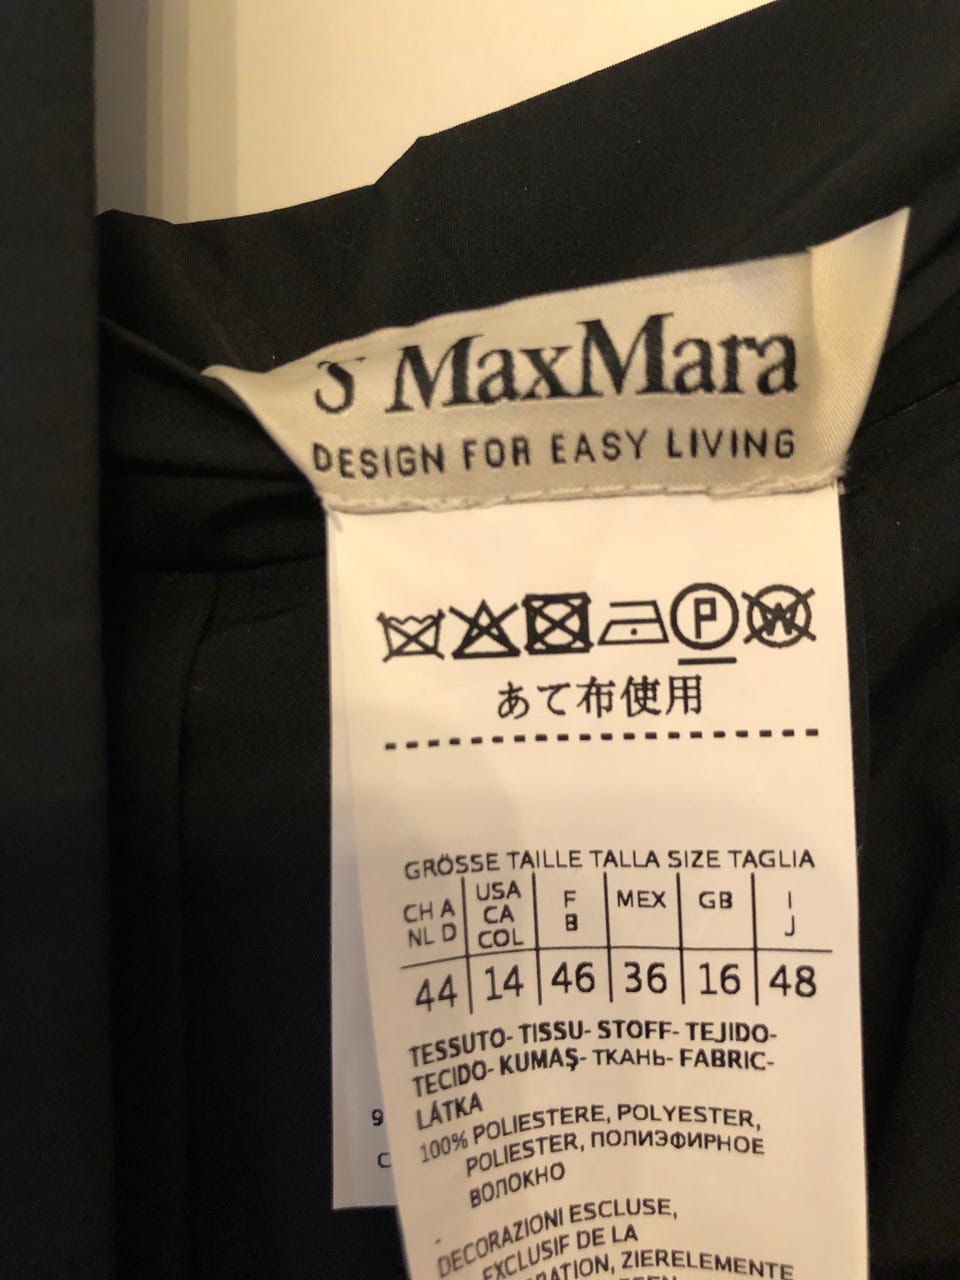 'S MaxMara
DESIGN FOR EASY LIVING
P W
あて布使用
GRÖSSE TAILLE TALLA SIZE TAGLIA
CH A NL D USA CA COL F B MEX GB I J
44 14 46 36 16 48
TESSUTO- TISSU- STOFF- TEJIDO-
TECIDO- KUMAŞ- ТКАНЬ- FABRIC-
LÁTKA
100% POLIESTERE, POLYESTER,
POLIESTER, ПОЛИЭФИРНОЕ
ВОЛОКНО
DECORAZIONI ESCLUSE,
EXCLUSIF DE LA
ZIERELEMENTE
9
C